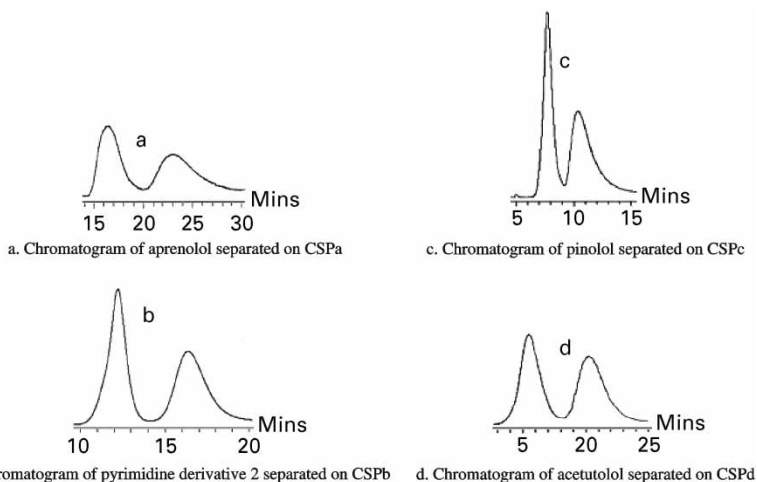 a
Mins
15 20 25 30
a. Chromatogram of aprenolol separated on CSPa
c
Mins
5 10 15
c. Chromatogram of pinolol separated on CSPc
b
Mins
10 15 20
romatogram of pyrimidine derivative 2 separated on CSPb
d
Mins
5 20 25
d. Chromatogram of acetutolol separated on CSPd